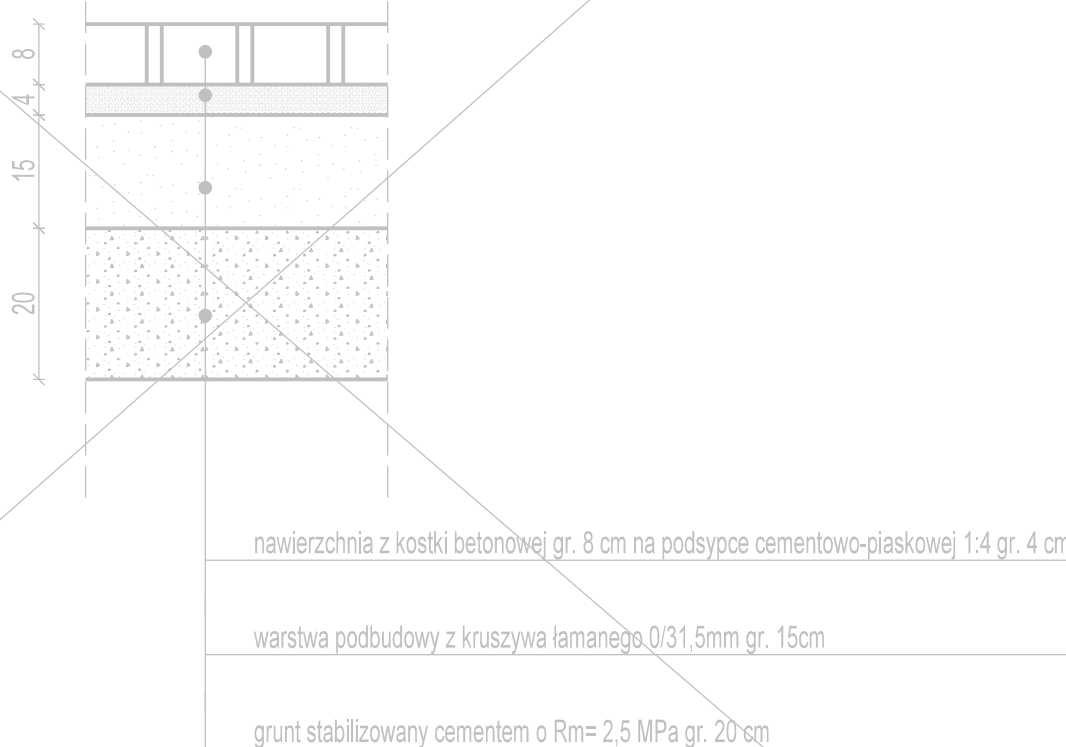 8
4
15
20
nawierzchnia z kostki betonowej gr. 8 cm na podsypce cementowo-piaskowej 1:4 gr. 4 cm
warstwa podbudowy z kruszywa łamanego 0/31,5mm gr. 15cm
grunt stabilizowany cementem o Rm= 2,5 MPa gr. 20 cm